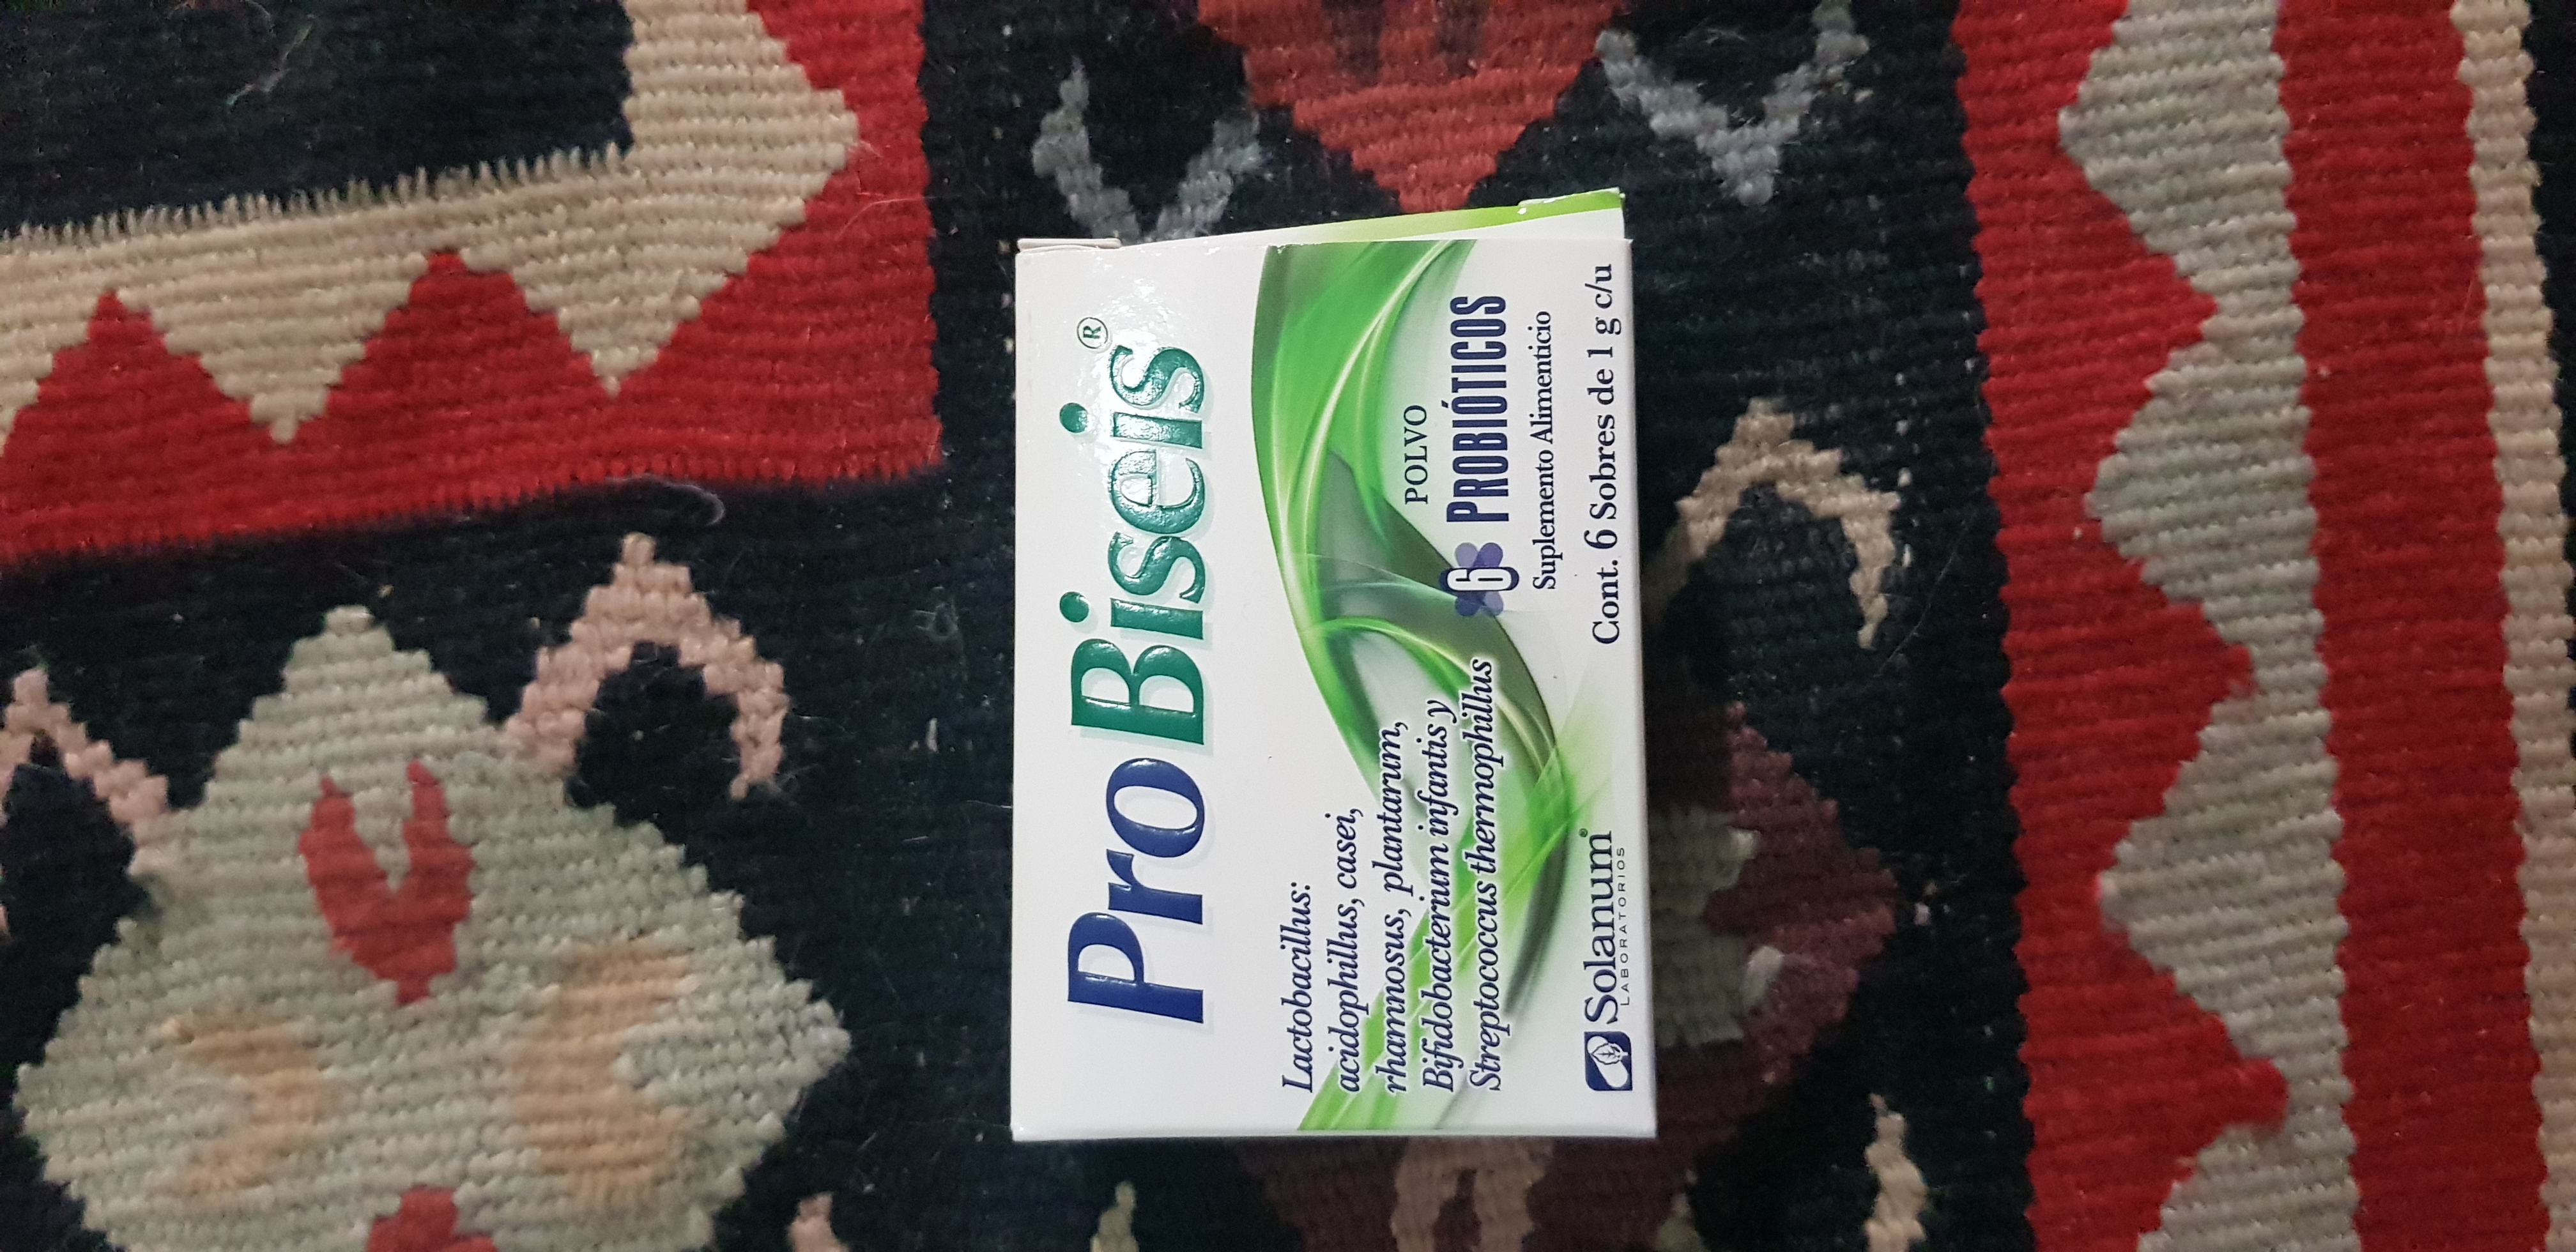 ProBiseis®
Lactobacillus:
acidophillus, casei,
rhamnosus, plantarum,
Bifidobacterium infantis y
Streptococcus thermophillus
POLVO
6 PROBIÓTICOS
Suplemento Alimenticio
Cont. 6 Sobres de 1 g c/u
Solanum®
LABORATORIOS